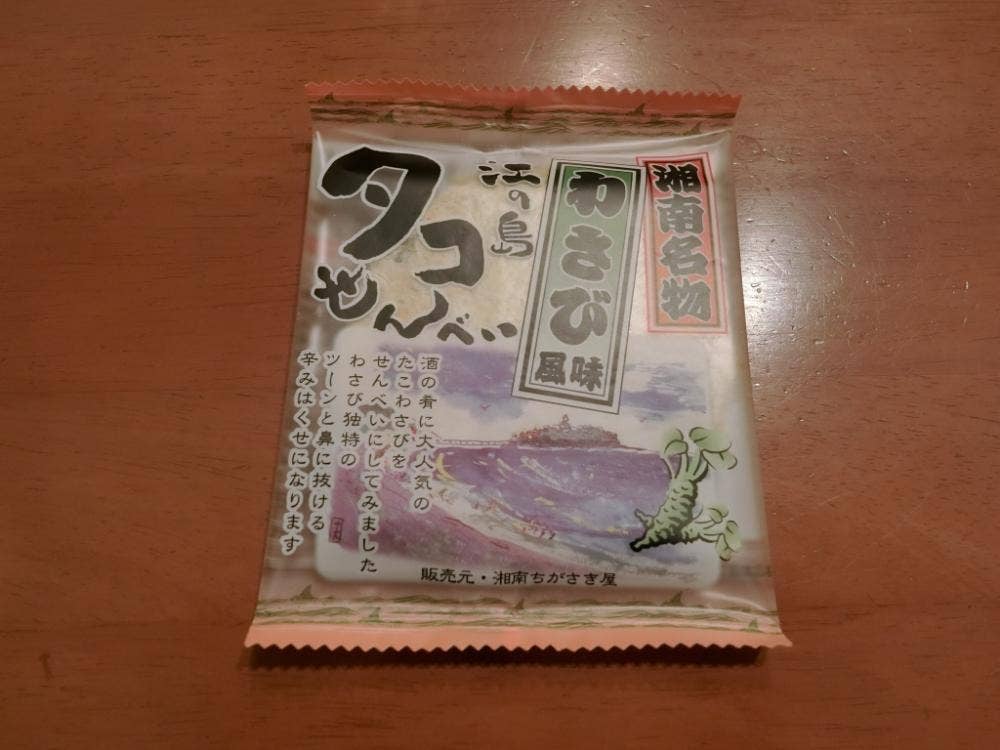 湘南名物
わさび
風味
江の島
タコ
せんべい
酒の肴に大人気の
たこわさびを
せんべいにしてみました
わさび独特の
ツーンと鼻に抜ける
辛みはくせになります
販売元・湘南ちがさき屋